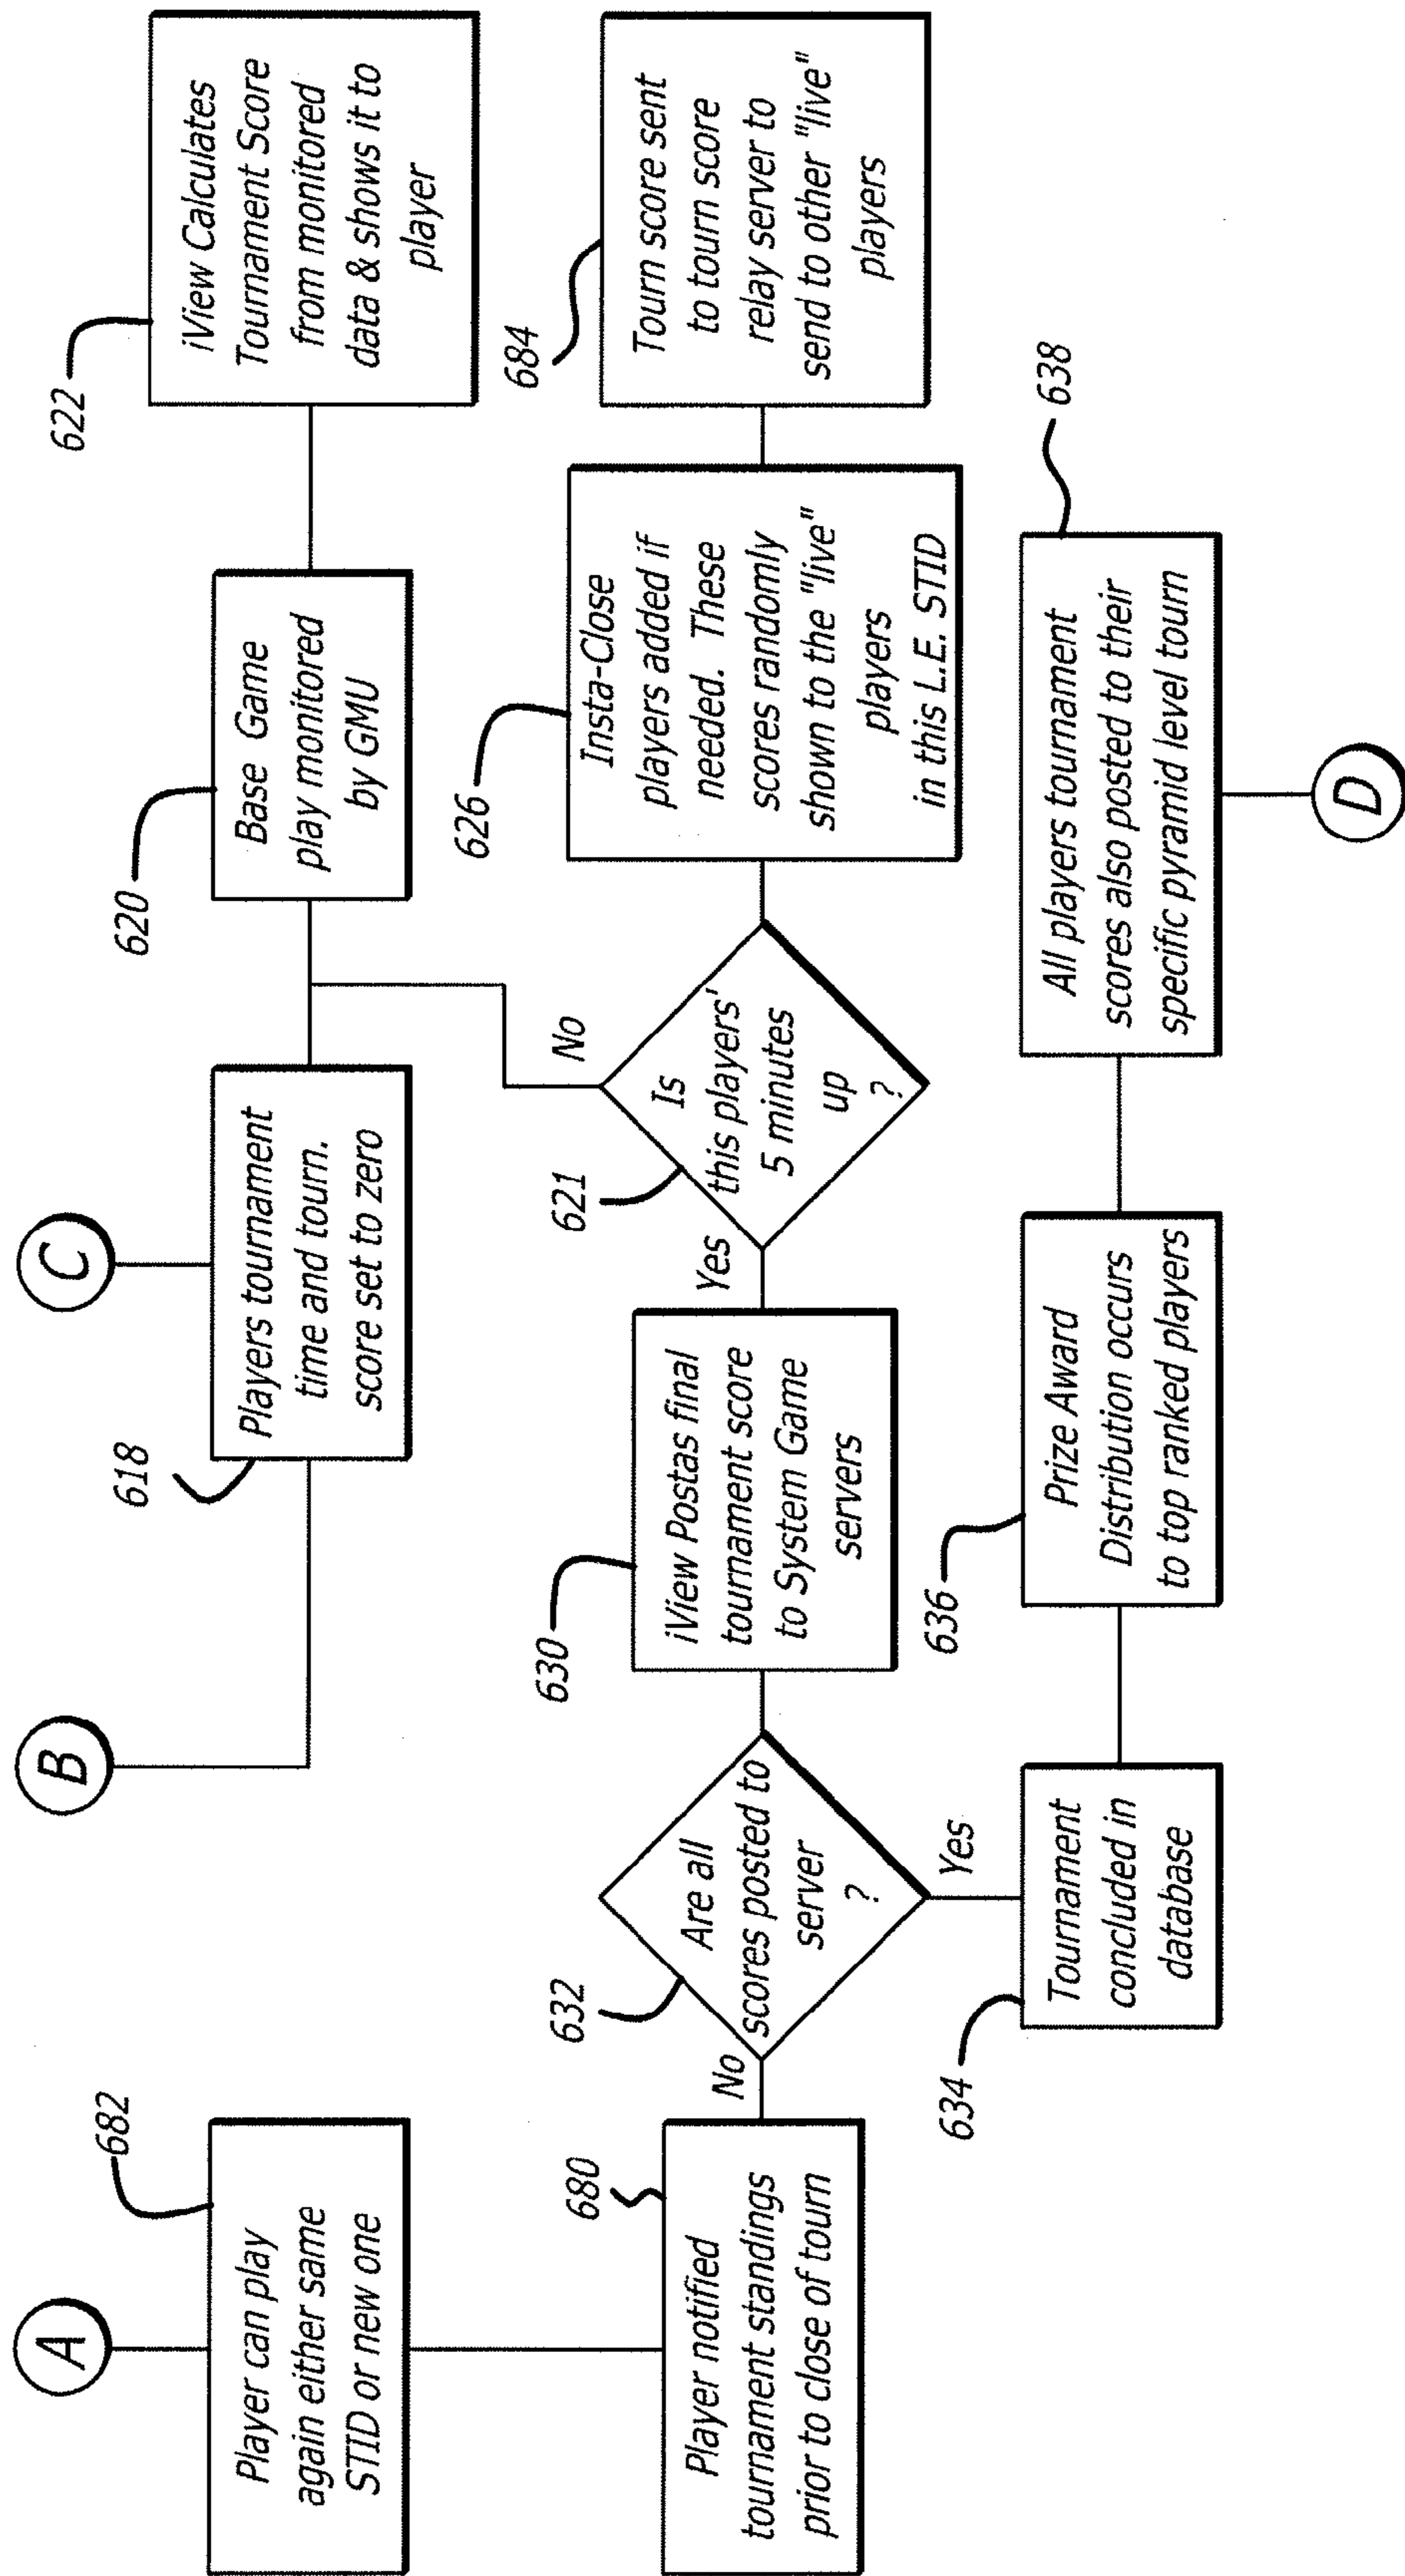 A
B
C
682
Player can play
again either same
STID or new one
618
Players tournament
time and tourn.
score set to zero
620
Base Game
play monitored
by GMU
622
iView Calculates
Tournament Score
from monitored
data & shows it to
player
680
Player notified
tournament standings
prior to close of tourn
No
632
Are all
scores posted to
server
?
Yes
630
iView Postas final
tournament score
to System Game
servers
Yes
621
Is
this players'
5 minutes
up
?
No
626
Insta-Close
players added if
needed. These
scores randomly
shown to the "live"
players
in this L.E. STID
684
Tourn score sent
to tourn score
relay server to
send to other "live"
players
634
Tournament
concluded in
database
636
Prize Award
Distribution occurs
to top ranked players
638
All players tournament
scores also posted to their
specific pyramid level tourn
D